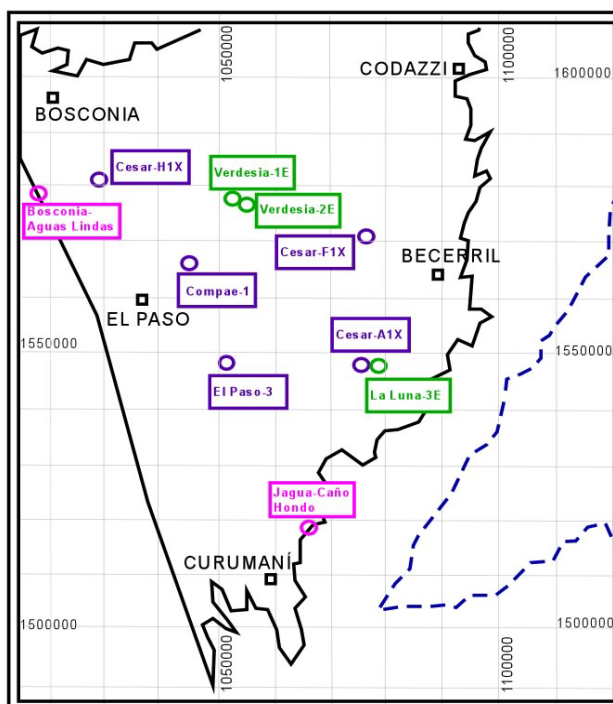 1050000
1100000
CODAZZI
1600000
BOSCONIA
Cesar-H1X
Verdesia-1E
Bosconia-
Aguas Lindas
Verdesia-2E
Cesar-F1X
BECERRIL
Compae-1
EL PASO
Cesar-A1X
1550000
1550000
El Paso-3
La Luna-3E
Jagua-Caño
Hondo
CURUMANÍ
1500000
1500000
1050000
1100000